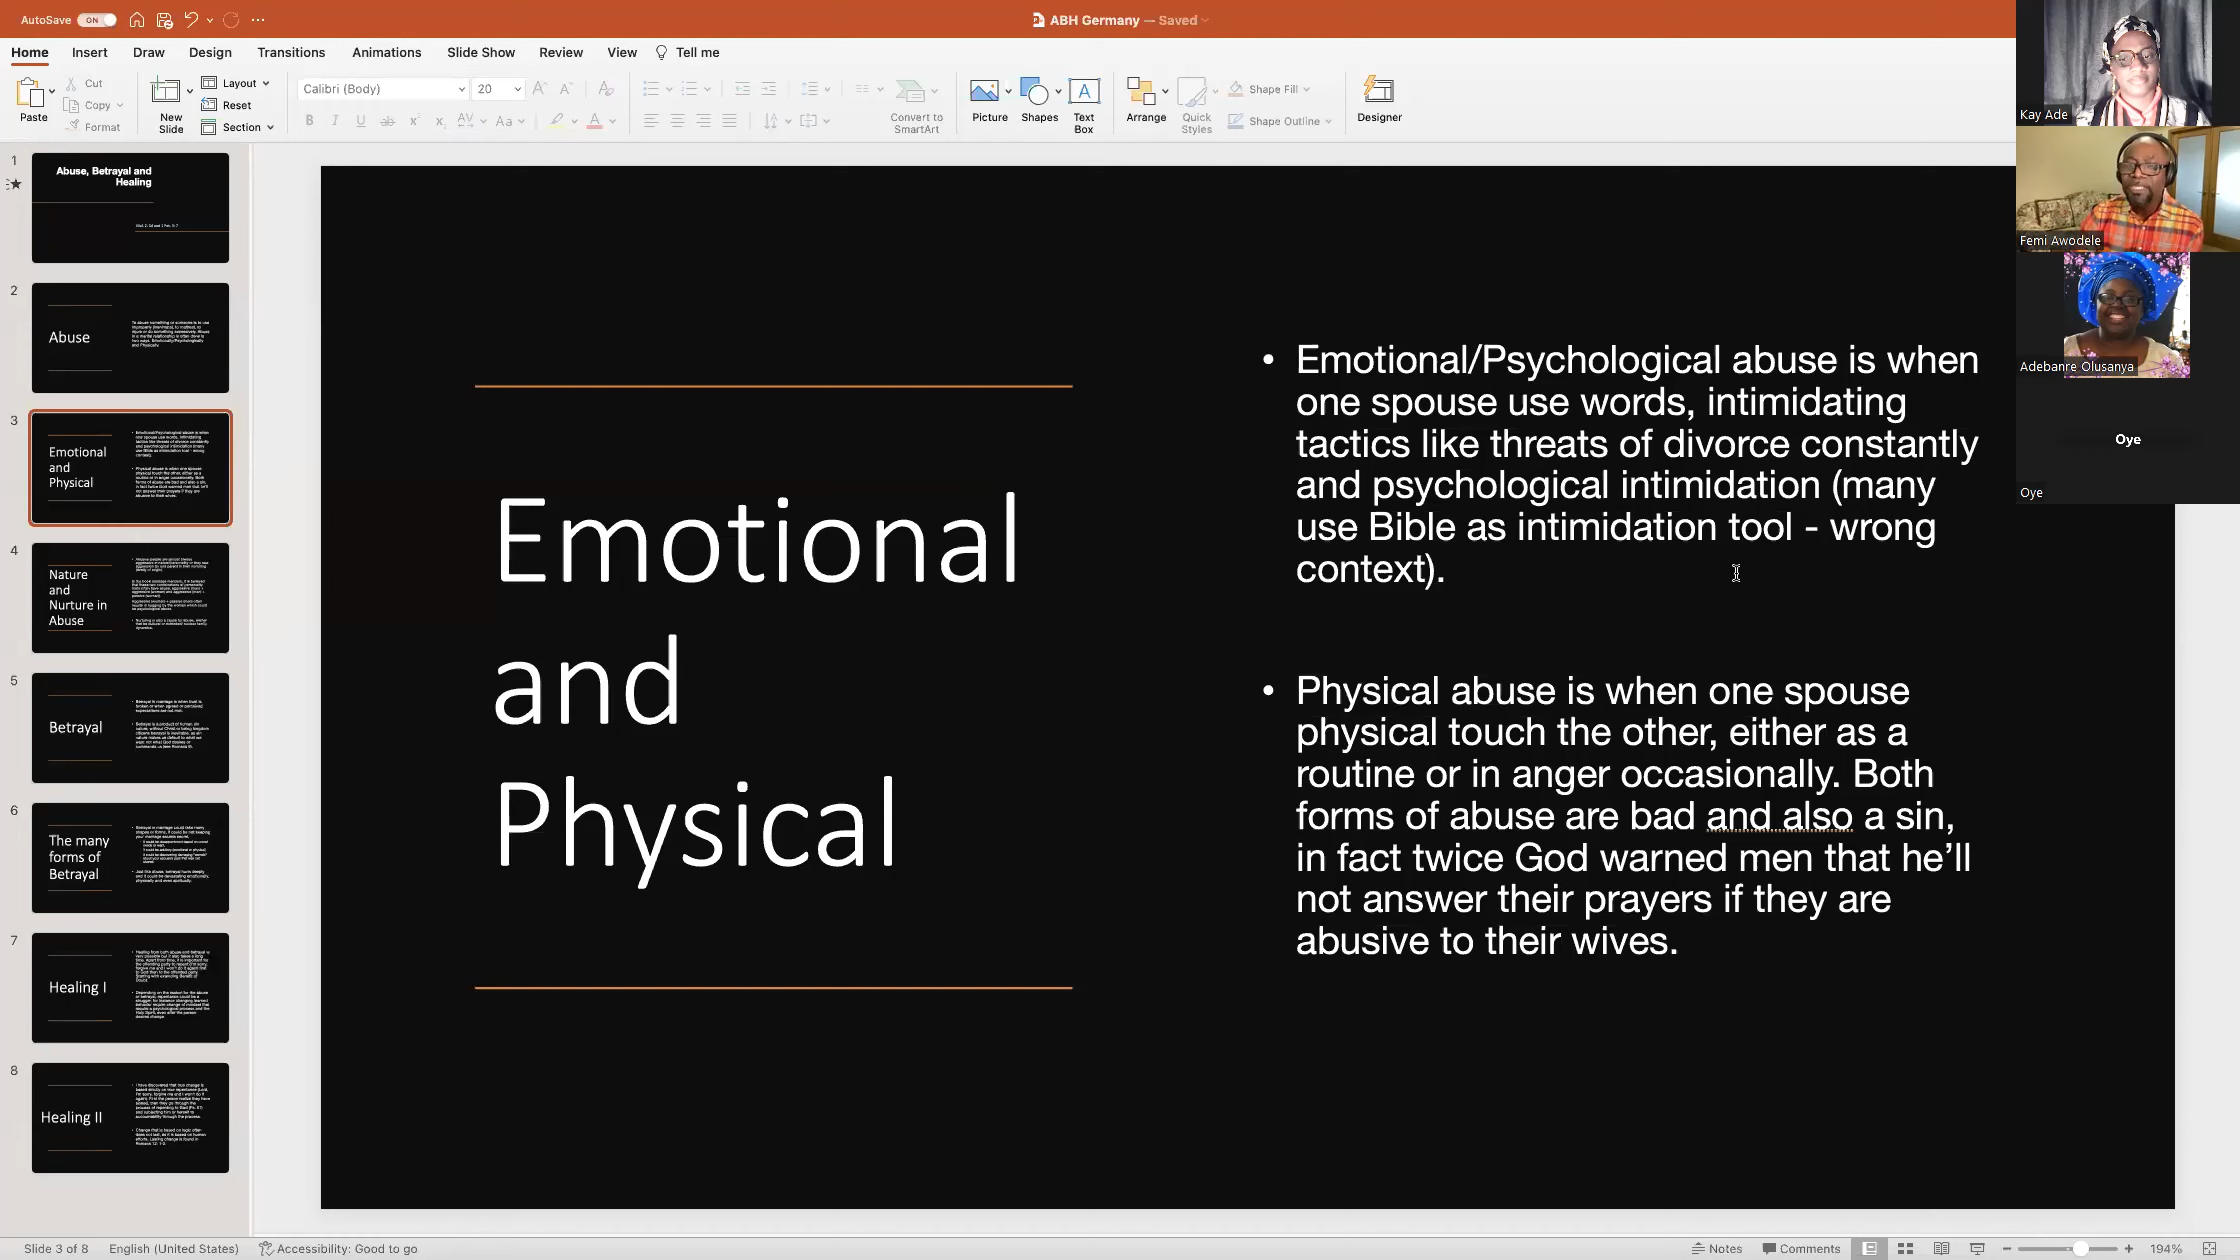 AutoSave ON
ABH Germany — Saved
Home Insert Draw Design Transitions Animations Slide Show Review View Tell me
Paste
Cut
Copy
Format
New
Slide
Layout
Reset
Section
Calibri (Body) 20
Convert to
SmartArt
Picture
Shapes
Text
Box
Arrange
Quick
Styles
Shape Fill
Shape Outline
Designer
Kay Ade
Femi Awodele
Adebanre Olusanya
Oye
Oye
1
Abuse, Betrayal and
Healing
2
Abuse
3
Emotional
and
Physical
4
Nature
and
Nurture in
Abuse
5
Betrayal
6
The many
forms of
Betrayal
7
Healing I
8
Healing II
Emotional
and
Physical
• Emotional/Psychological abuse is when
one spouse use words, intimidating
tactics like threats of divorce constantly
and psychological intimidation (many
use Bible as intimidation tool - wrong
context).
• Physical abuse is when one spouse
physical touch the other, either as a
routine or in anger occasionally. Both
forms of abuse are bad and also a sin,
in fact twice God warned men that he’ll
not answer their prayers if they are
abusive to their wives.
Slide 3 of 8 English (United States) Accessibility: Good to go
Notes Comments 194%